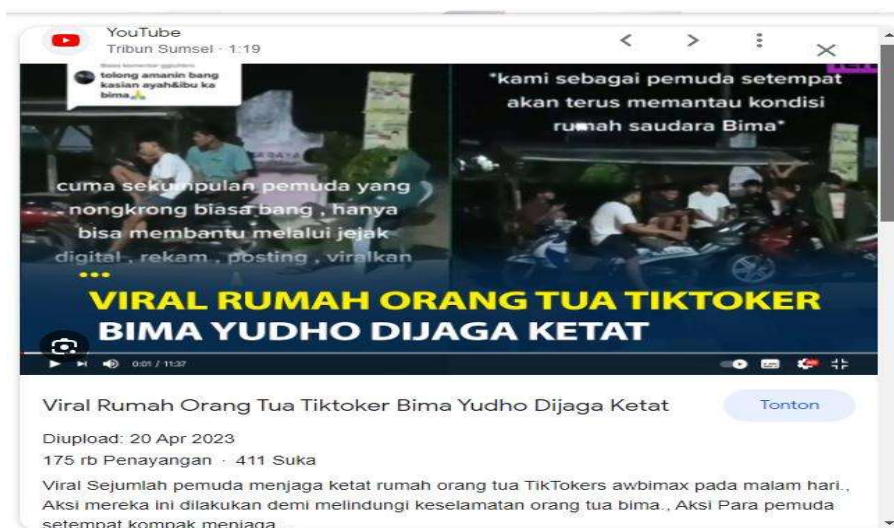 YouTube
Tribun Sumsel · 1:19
tolong amanin bang
kasian ayah&ibu ka
bima🙏
cuma sekumpulan pemuda yang
nongkrong biasa bang , hanya
bisa membantu melalui jejak
digital , rekam , posting , viralkan
*kami sebagai pemuda setempat
akan terus memantau kondisi
rumah saudara Bima*
VIRAL RUMAH ORANG TUA TIKTOKER
BIMA YUDHO DIJAGA KETAT
0:01 / 11:37
Viral Rumah Orang Tua Tiktoker Bima Yudho Dijaga Ketat
Tonton
Diupload: 20 Apr 2023
175 rb Penayangan · 411 Suka
Viral Sejumlah pemuda menjaga ketat rumah orang tua TikTokers awbimax pada malam hari.,
Aksi mereka ini dilakukan demi melindungi keselamatan orang tua bima., Aksi Para pemuda
setempat kompak menjaga...